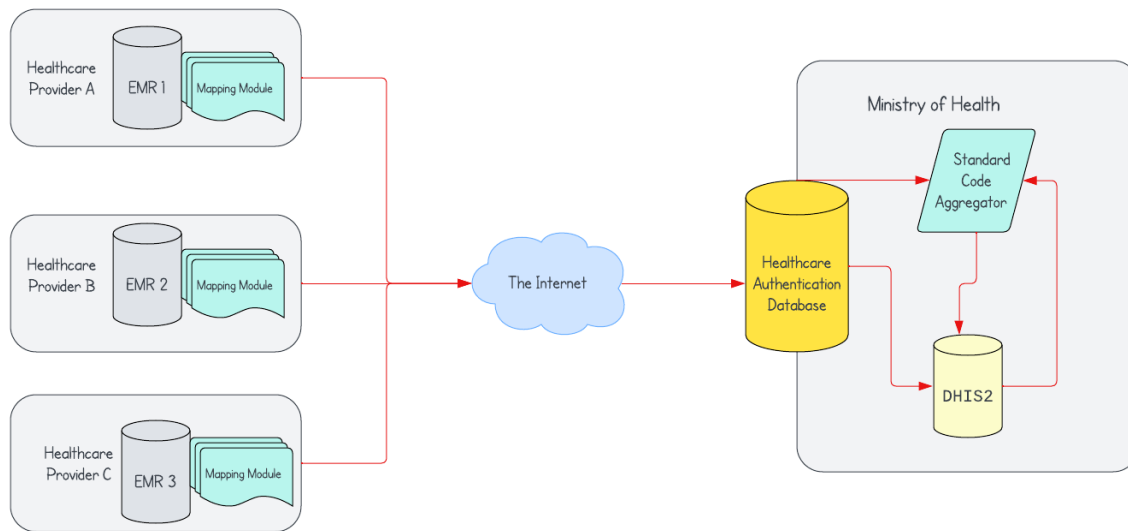 Healthcare
Provider A
EMR 1
Mapping Module
Healthcare
Provider B
EMR 2
Mapping Module
Healthcare
Provider C
EMR 3
Mapping Module
The Internet
Ministry of Health
Standard
Code
Aggregator
Healthcare
Authentication
Database
DHIS2